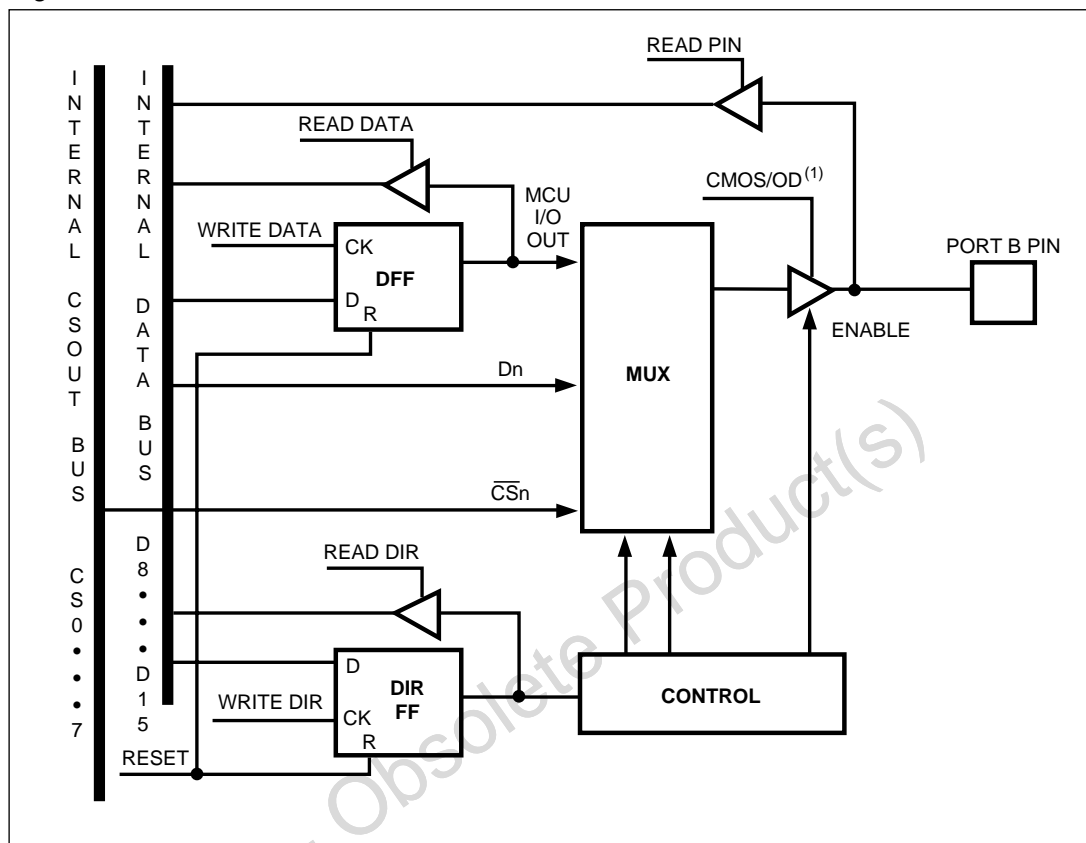 READ PIN
READ DATA
CMOS/OD(1)
MCU
I/O
OUT
WRITE DATA
CK
DFF
D
R
PORT B PIN
ENABLE
Dn
MUX
C̅S̅n
READ DIR
D
DIR
FF
WRITE DIR
CK
R
CONTROL
RESET
INTERNAL CSOUT BUS CS0•••7
INTERNAL DATA BUS D8•••D15
Obsolete Product(s)